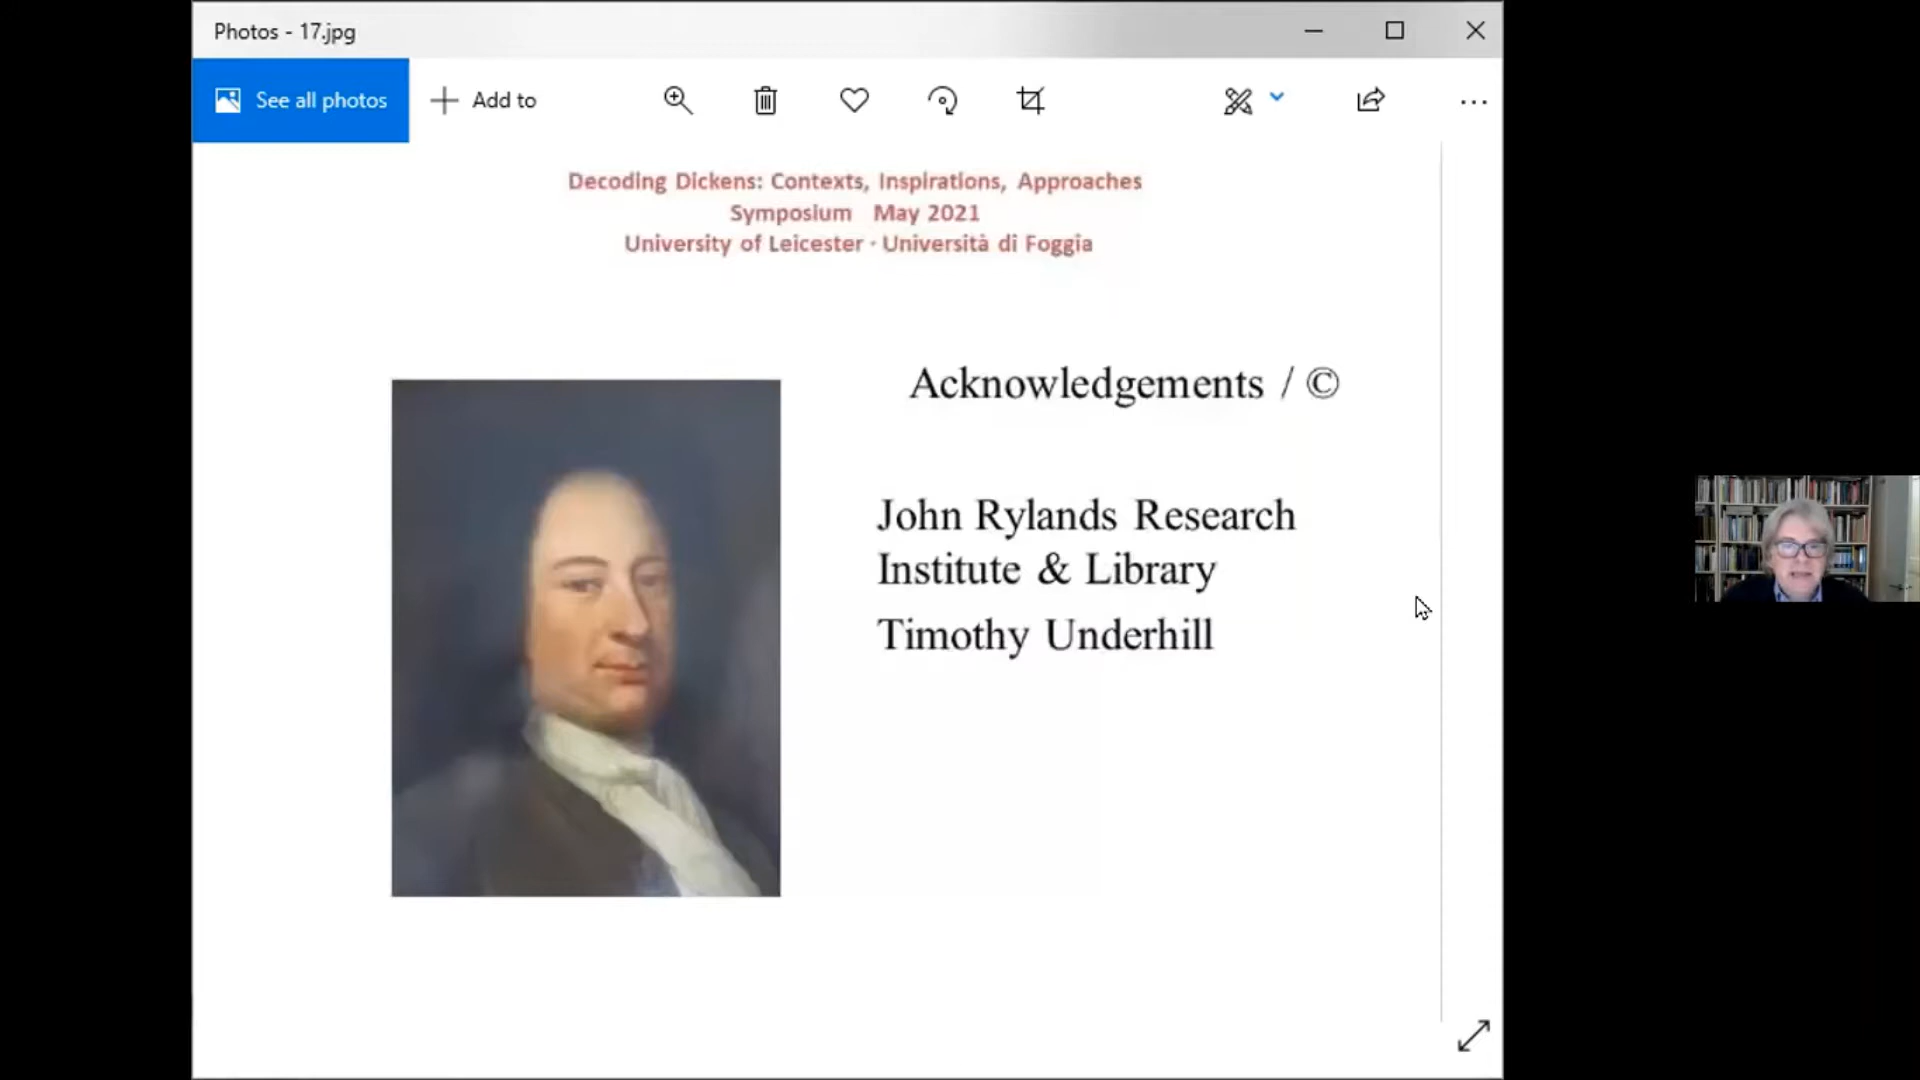 Photos - 17.jpg
See all photos
Add to
Decoding Dickens: Contexts, Inspirations, Approaches
Symposium May 2021
University of Leicester · Università di Foggia
Acknowledgements / ©
John Rylands Research
Institute & Library
Timothy Underhill